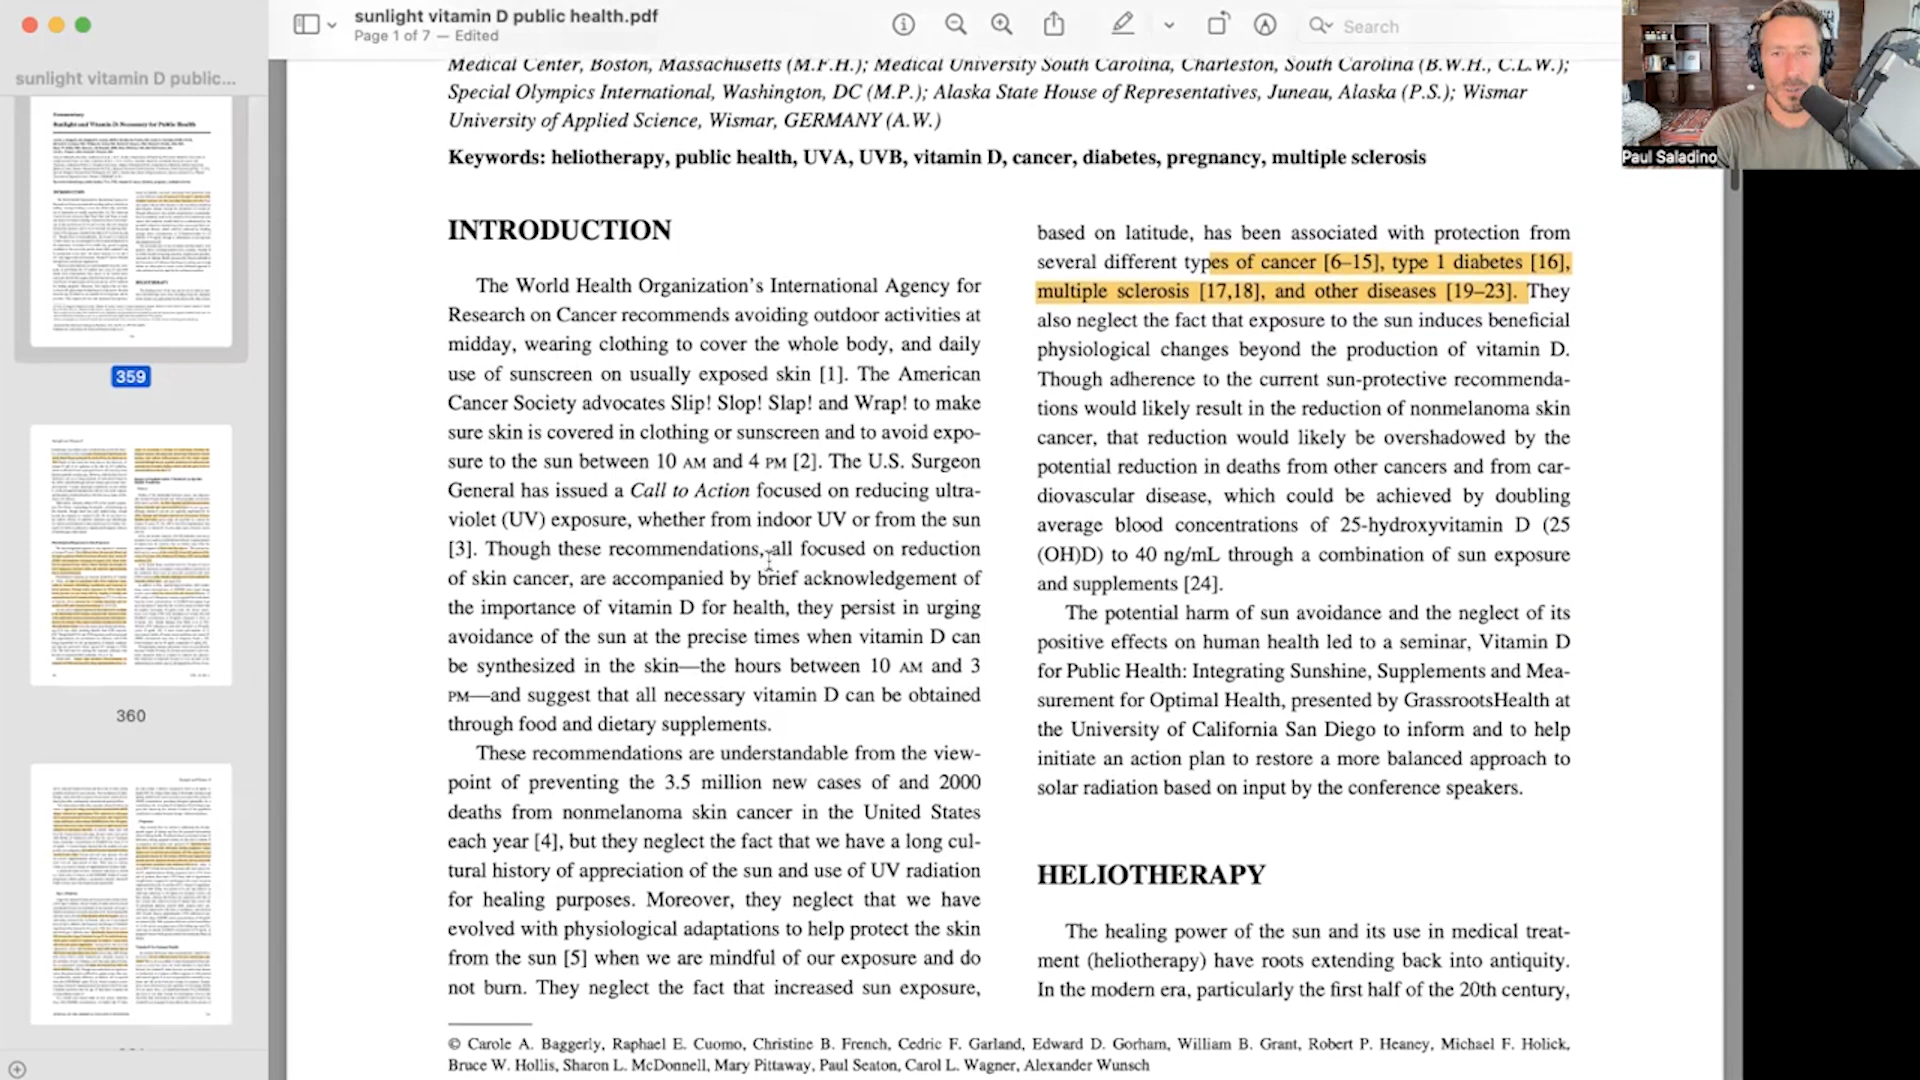 sunlight vitamin D public health.pdf
Page 1 of 7 — Edited
Search
sunlight vitamin D public...
359
360
Paul Saladino
Medical Center, Boston, Massachusetts (M.F.H.); Medical University South Carolina, Charleston, South Carolina (B.W.H., C.L.W.);
Special Olympics International, Washington, DC (M.P.); Alaska State House of Representatives, Juneau, Alaska (P.S.); Wismar
University of Applied Science, Wismar, GERMANY (A.W.)
Keywords: heliotherapy, public health, UVA, UVB, vitamin D, cancer, diabetes, pregnancy, multiple sclerosis
INTRODUCTION
The World Health Organization's International Agency for
Research on Cancer recommends avoiding outdoor activities at
midday, wearing clothing to cover the whole body, and daily
use of sunscreen on usually exposed skin [1]. The American
Cancer Society advocates Slip! Slop! Slap! and Wrap! to make
sure skin is covered in clothing or sunscreen and to avoid expo-
sure to the sun between 10 AM and 4 PM [2]. The U.S. Surgeon
General has issued a Call to Action focused on reducing ultra-
violet (UV) exposure, whether from indoor UV or from the sun
[3]. Though these recommendations, all focused on reduction
of skin cancer, are accompanied by brief acknowledgement of
the importance of vitamin D for health, they persist in urging
avoidance of the sun at the precise times when vitamin D can
be synthesized in the skin—the hours between 10 AM and 3
PM—and suggest that all necessary vitamin D can be obtained
through food and dietary supplements.
These recommendations are understandable from the view-
point of preventing the 3.5 million new cases of and 2000
deaths from nonmelanoma skin cancer in the United States
each year [4], but they neglect the fact that we have a long cul-
tural history of appreciation of the sun and use of UV radiation
for healing purposes. Moreover, they neglect that we have
evolved with physiological adaptations to help protect the skin
from the sun [5] when we are mindful of our exposure and do
not burn. They neglect the fact that increased sun exposure,
based on latitude, has been associated with protection from
several different types of cancer [6–15], type 1 diabetes [16],
multiple sclerosis [17,18], and other diseases [19–23]. They
also neglect the fact that exposure to the sun induces beneficial
physiological changes beyond the production of vitamin D.
Though adherence to the current sun-protective recommenda-
tions would likely result in the reduction of nonmelanoma skin
cancer, that reduction would likely be overshadowed by the
potential reduction in deaths from other cancers and from car-
diovascular disease, which could be achieved by doubling
average blood concentrations of 25-hydroxyvitamin D (25
(OH)D) to 40 ng/mL through a combination of sun exposure
and supplements [24].
The potential harm of sun avoidance and the neglect of its
positive effects on human health led to a seminar, Vitamin D
for Public Health: Integrating Sunshine, Supplements and Mea-
surement for Optimal Health, presented by GrassrootsHealth at
the University of California San Diego to inform and to help
initiate an action plan to restore a more balanced approach to
solar radiation based on input by the conference speakers.
HELIOTHERAPY
The healing power of the sun and its use in medical treat-
ment (heliotherapy) have roots extending back into antiquity.
In the modern era, particularly the first half of the 20th century,
© Carole A. Baggerly, Raphael E. Cuomo, Christine B. French, Cedric F. Garland, Edward D. Gorham, William B. Grant, Robert P. Heaney, Michael F. Holick,
Bruce W. Hollis, Sharon L. McDonnell, Mary Pittaway, Paul Seaton, Carol L. Wagner, Alexander Wunsch